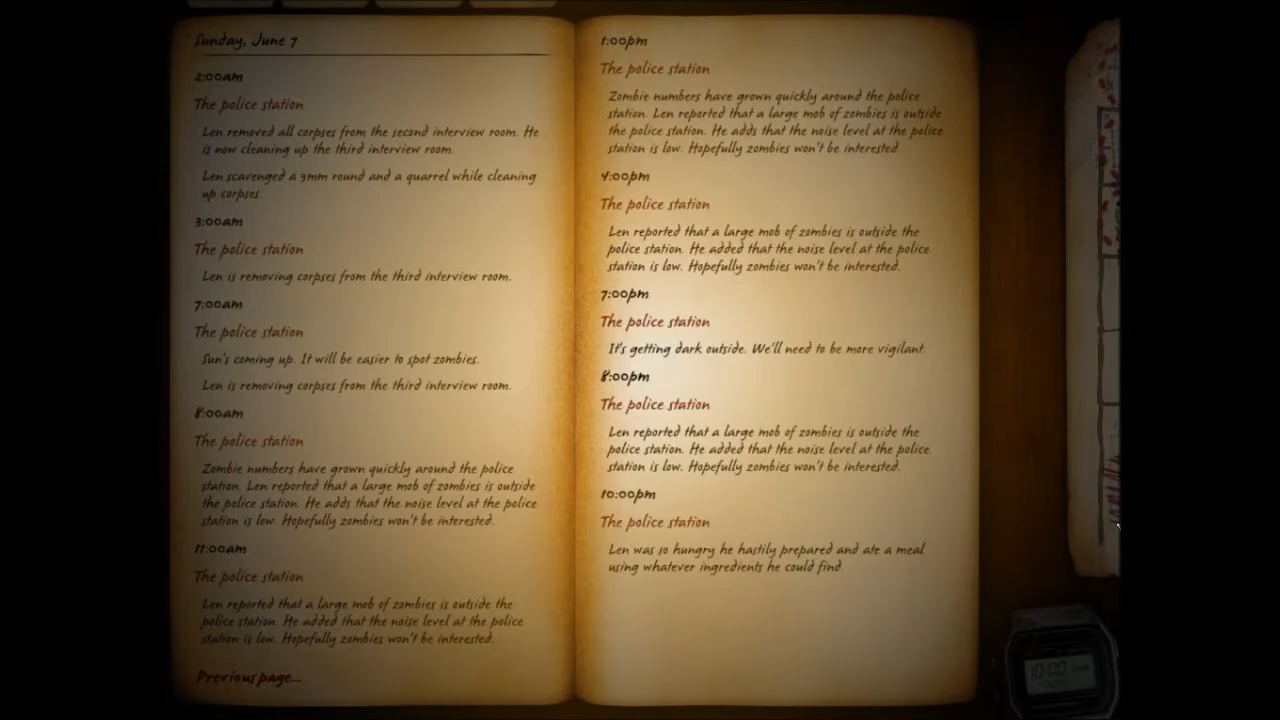 Sunday, June 7
2:00am
The police station
Len removed all corpses from the second interview room. He
is now cleaning up the third interview room.
Len scavenged a 9mm round and a quarrel while cleaning
up corpses.
3:00am
The police station
Len is removing corpses from the third interview room.
7:00am
The police station
Sun's coming up. It will be easier to spot zombies.
Len is removing corpses from the third interview room.
8:00am
The police station
Zombie numbers have grown quickly around the police
station. Len reported that a large mob of zombies is outside
the police station. He adds that the noise level at the police
station is low. Hopefully zombies won't be interested.
11:00am
The police station
Len reported that a large mob of zombies is outside the
police station. He added that the noise level at the police
station is low. Hopefully zombies won't be interested.
Previous page...
1:00pm
The police station
Zombie numbers have grown quickly around the police
station. Len reported that a large mob of zombies is outside
the police station. He adds that the noise level at the police
station is low. Hopefully zombies won't be interested.
4:00pm
The police station
Len reported that a large mob of zombies is outside the
police station. He added that the noise level at the police
station is low. Hopefully zombies won't be interested.
7:00pm
The police station
It's getting dark outside. We'll need to be more vigilant.
8:00pm
The police station
Len reported that a large mob of zombies is outside the
police station. He added that the noise level at the police
station is low. Hopefully zombies won't be interested.
10:00pm
The police station
Len was so hungry he hastily prepared and ate a meal
using whatever ingredients he could find.
10:00